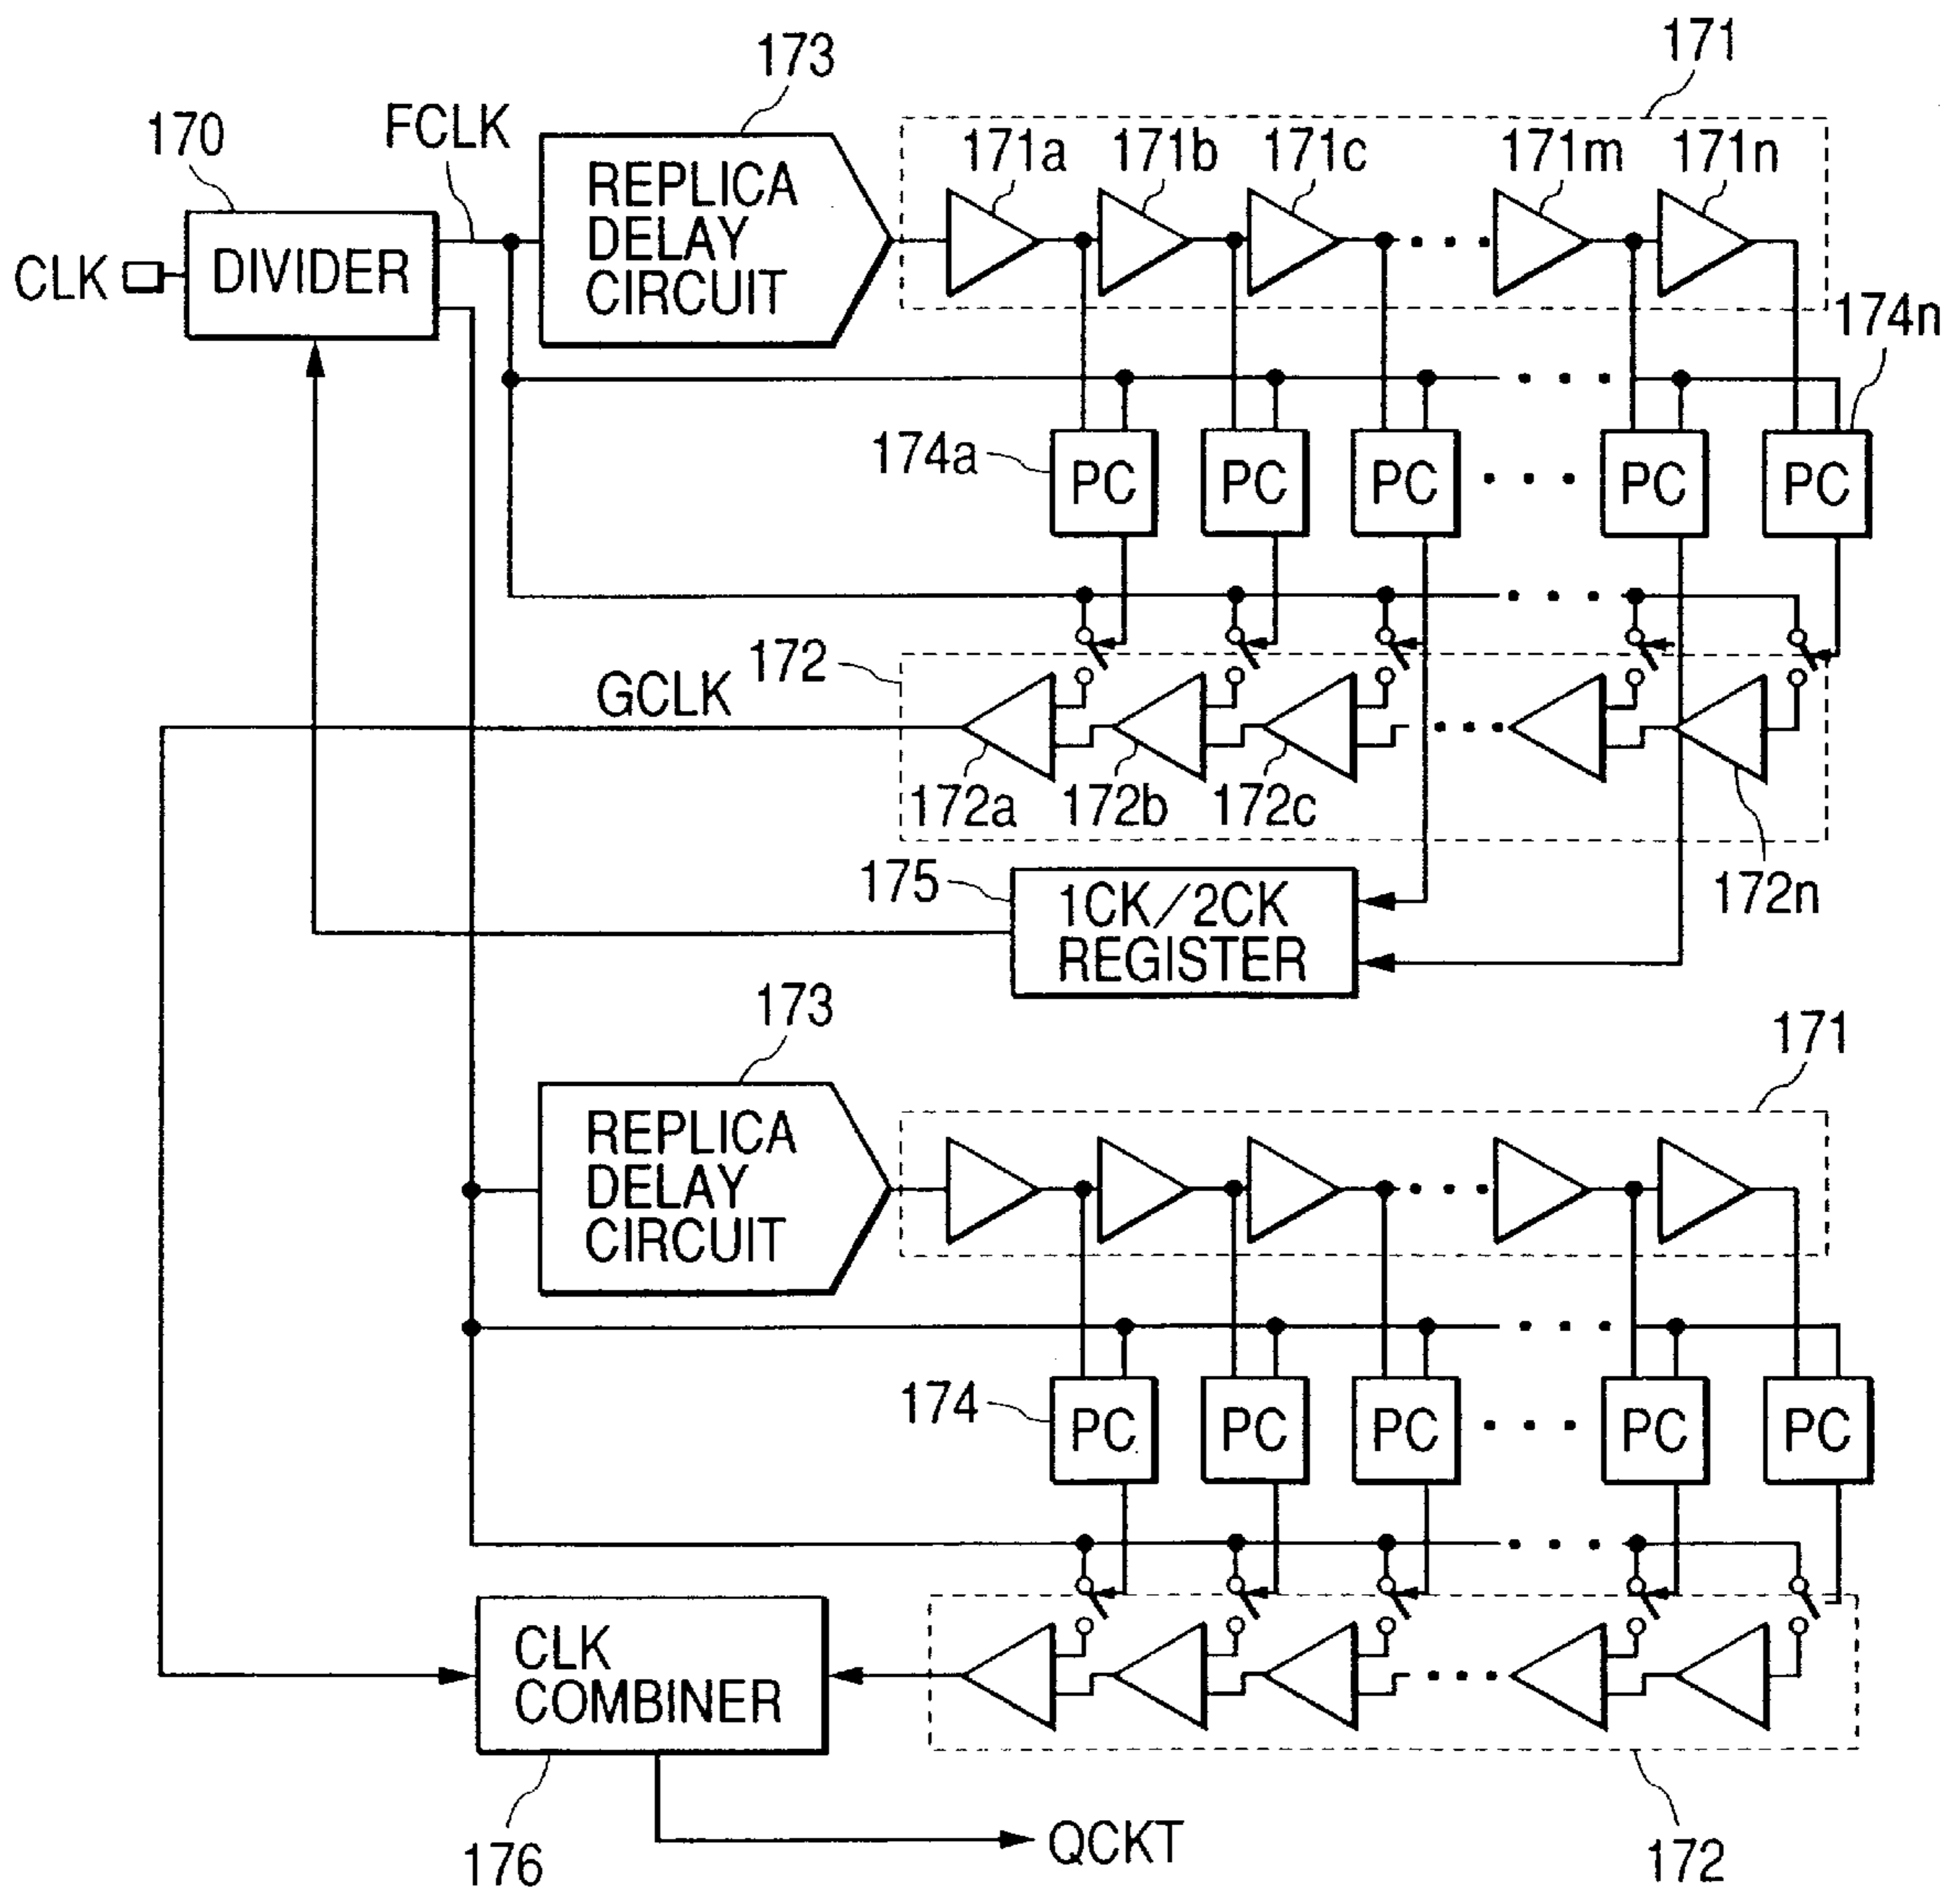 173
171
170
FCLK
REPLICA
DELAY
CIRCUIT
171a
171b
171c
171m
171n
CLK
DIVIDER
174n
174a
PC
PC
PC
PC
PC
172
GCLK
172a
172b
172c
172n
175
1CK/2CK
REGISTER
173
171
REPLICA
DELAY
CIRCUIT
174
PC
PC
PC
PC
PC
CLK
COMBINER
176
QCKT
172